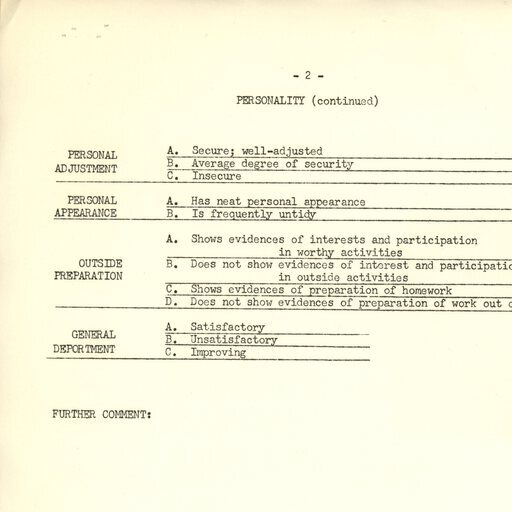 - 2 -
PERSONALITY (continued)
PERSONAL ADJUSTMENT
A. Secure; well-adjusted
B. Average degree of security
C. Insecure
PERSONAL APPEARANCE
A. Has neat personal appearance
B. Is frequently untidy
OUTSIDE PREPARATION
A. Shows evidences of interests and participation
in worthy activities
B. Does not show evidences of interest and
in outside activities
C. Shows evidences of preparation of homework
D. Does not show evidences of preparation of work out
GENERAL DEPORTMENT
A. Satisfactory
B. Unsatisfactory
C. Improving
FURTHER COMMENT: